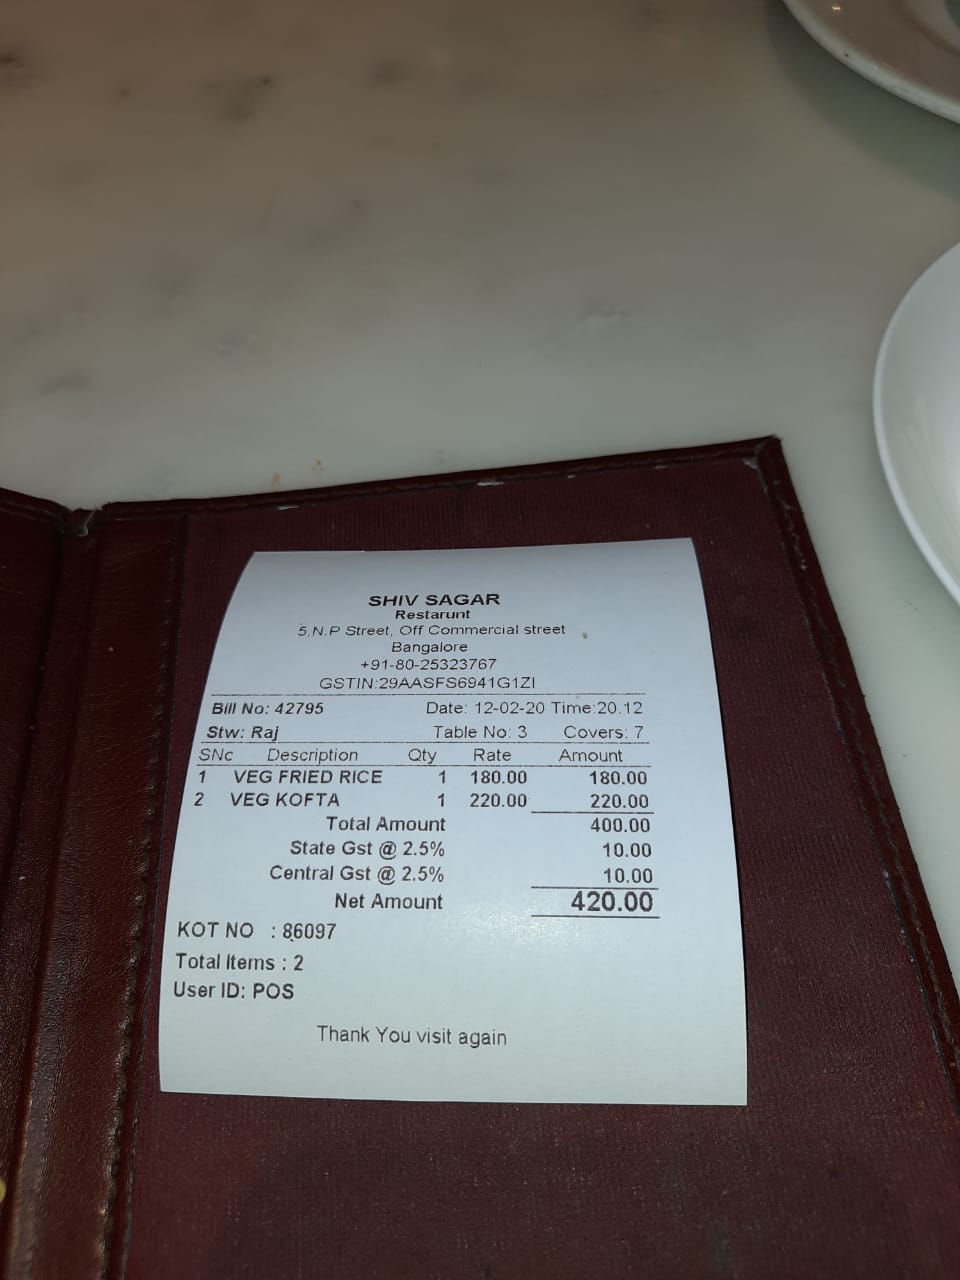 SHIV SAGAR
Restarunt
5,N.P Street, Off Commercial street
Bangalore
+91-80-25323767
GSTIN:29AASFS6941G1ZI
Bill No: 42795 Date: 12-02-20 Time:20.12
Stw: Raj Table No: 3 Covers: 7
SNc Description Qty Rate Amount
1 VEG FRIED RICE 1 180.00 180.00
2 VEG KOFTA 1 220.00 220.00
Total Amount 400.00
State Gst @ 2.5% 10.00
Central Gst @ 2.5% 10.00
Net Amount 420.00
KOT NO : 86097
Total Items : 2
User ID: POS
Thank You visit again